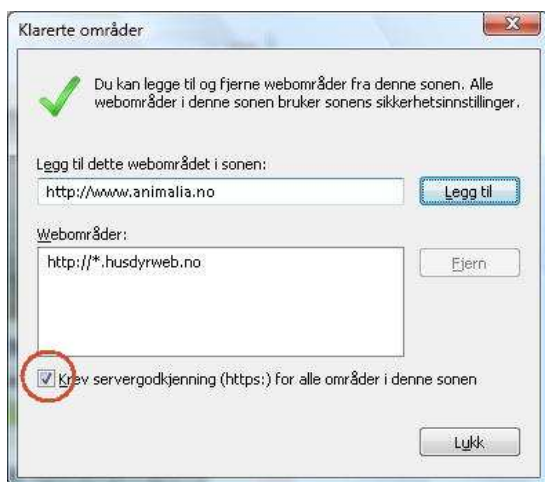 Klarerte områder
Du kan legge til og fjerne webområder fra denne sonen. Alle
webområder i denne sonen bruker sonens sikkerhetsinnstillinger.
Legg til dette webområdet i sonen:
http://www.animalia.no
Legg til
Webområder:
http://*.husdyrweb.no
Fjern
Krev servergodkjenning (https:) for alle områder i denne sonen
Lukk